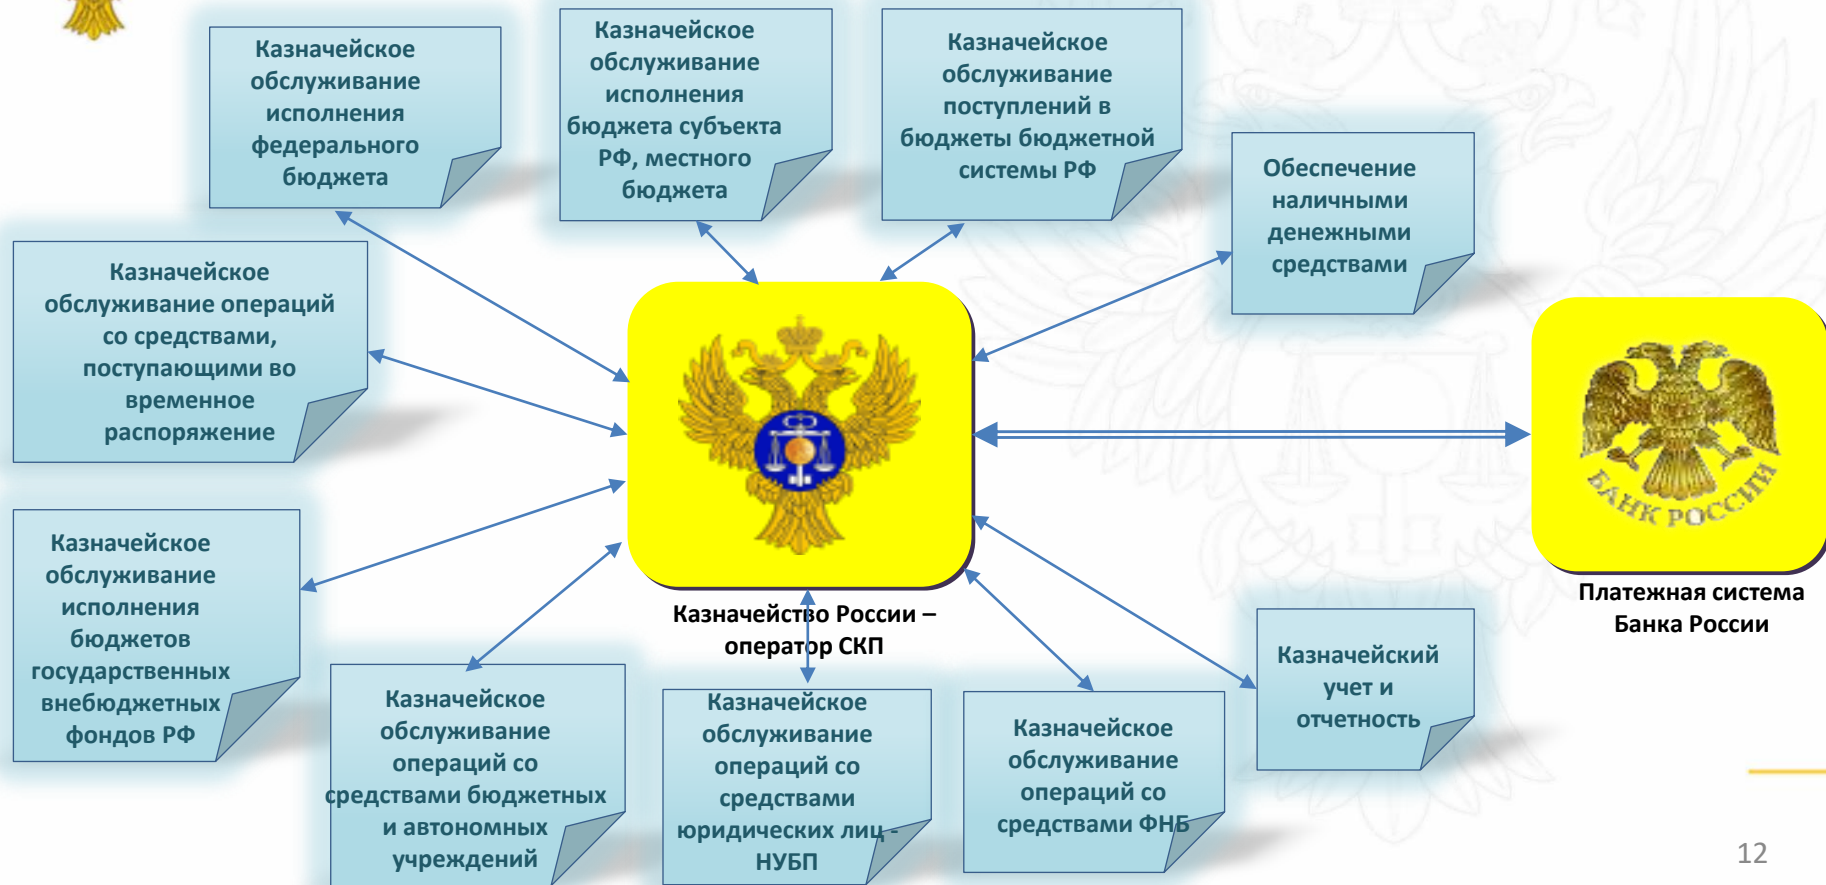 Казначейское
обслуживание
исполнения
федерального
бюджета
Казначейское
обслуживание
исполнения
бюджета субъекта
РФ, местного
бюджета
Казначейское
обслуживание
поступлений в
бюджеты бюджетной
системы РФ
Обеспечение
наличными
денежными
средствами
Казначейское
обслуживание операций
со средствами,
поступающими во
временное
распоряжение
БАНК РОССИИ
Казначейство России –
оператор СКП
Платежная система
Банка России
Казначейское
обслуживание
исполнения
бюджетов
государственных
внебюджетных
фондов РФ
Казначейское
обслуживание
операций со
средствами бюджетных
и автономных
учреждений
Казначейское
обслуживание
операций со
средствами
юридических лиц -
НУБП
Казначейское
обслуживание
операций со
средствами ФНБ
Казначейский
учет и
отчетность
12